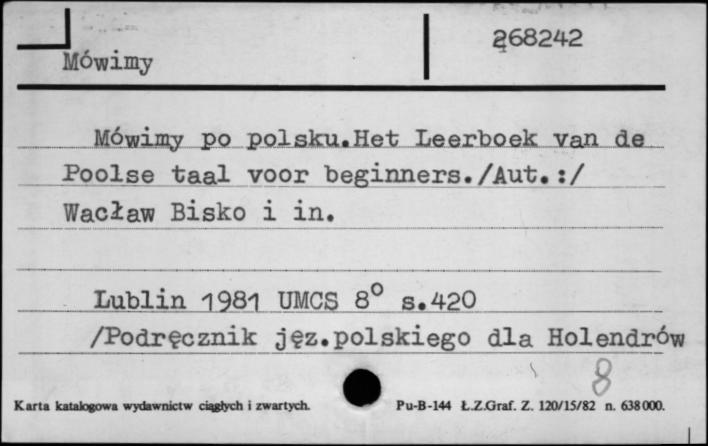 268242
Mówimy
Mówimy po polsku.Het Leerboek van de
Poolse taal voor beginners./Aut.:/
Wacław Bisko i in.
Lublin 1981 UMCS 8° s.420
/Podręcznik jęz.polskiego dla Holendrów
8
Karta katalogowa wydawnictw ciągłych i zwartych. Pu-B-144 Ł.Z.Graf. Z. 120/15/82 n. 638000.